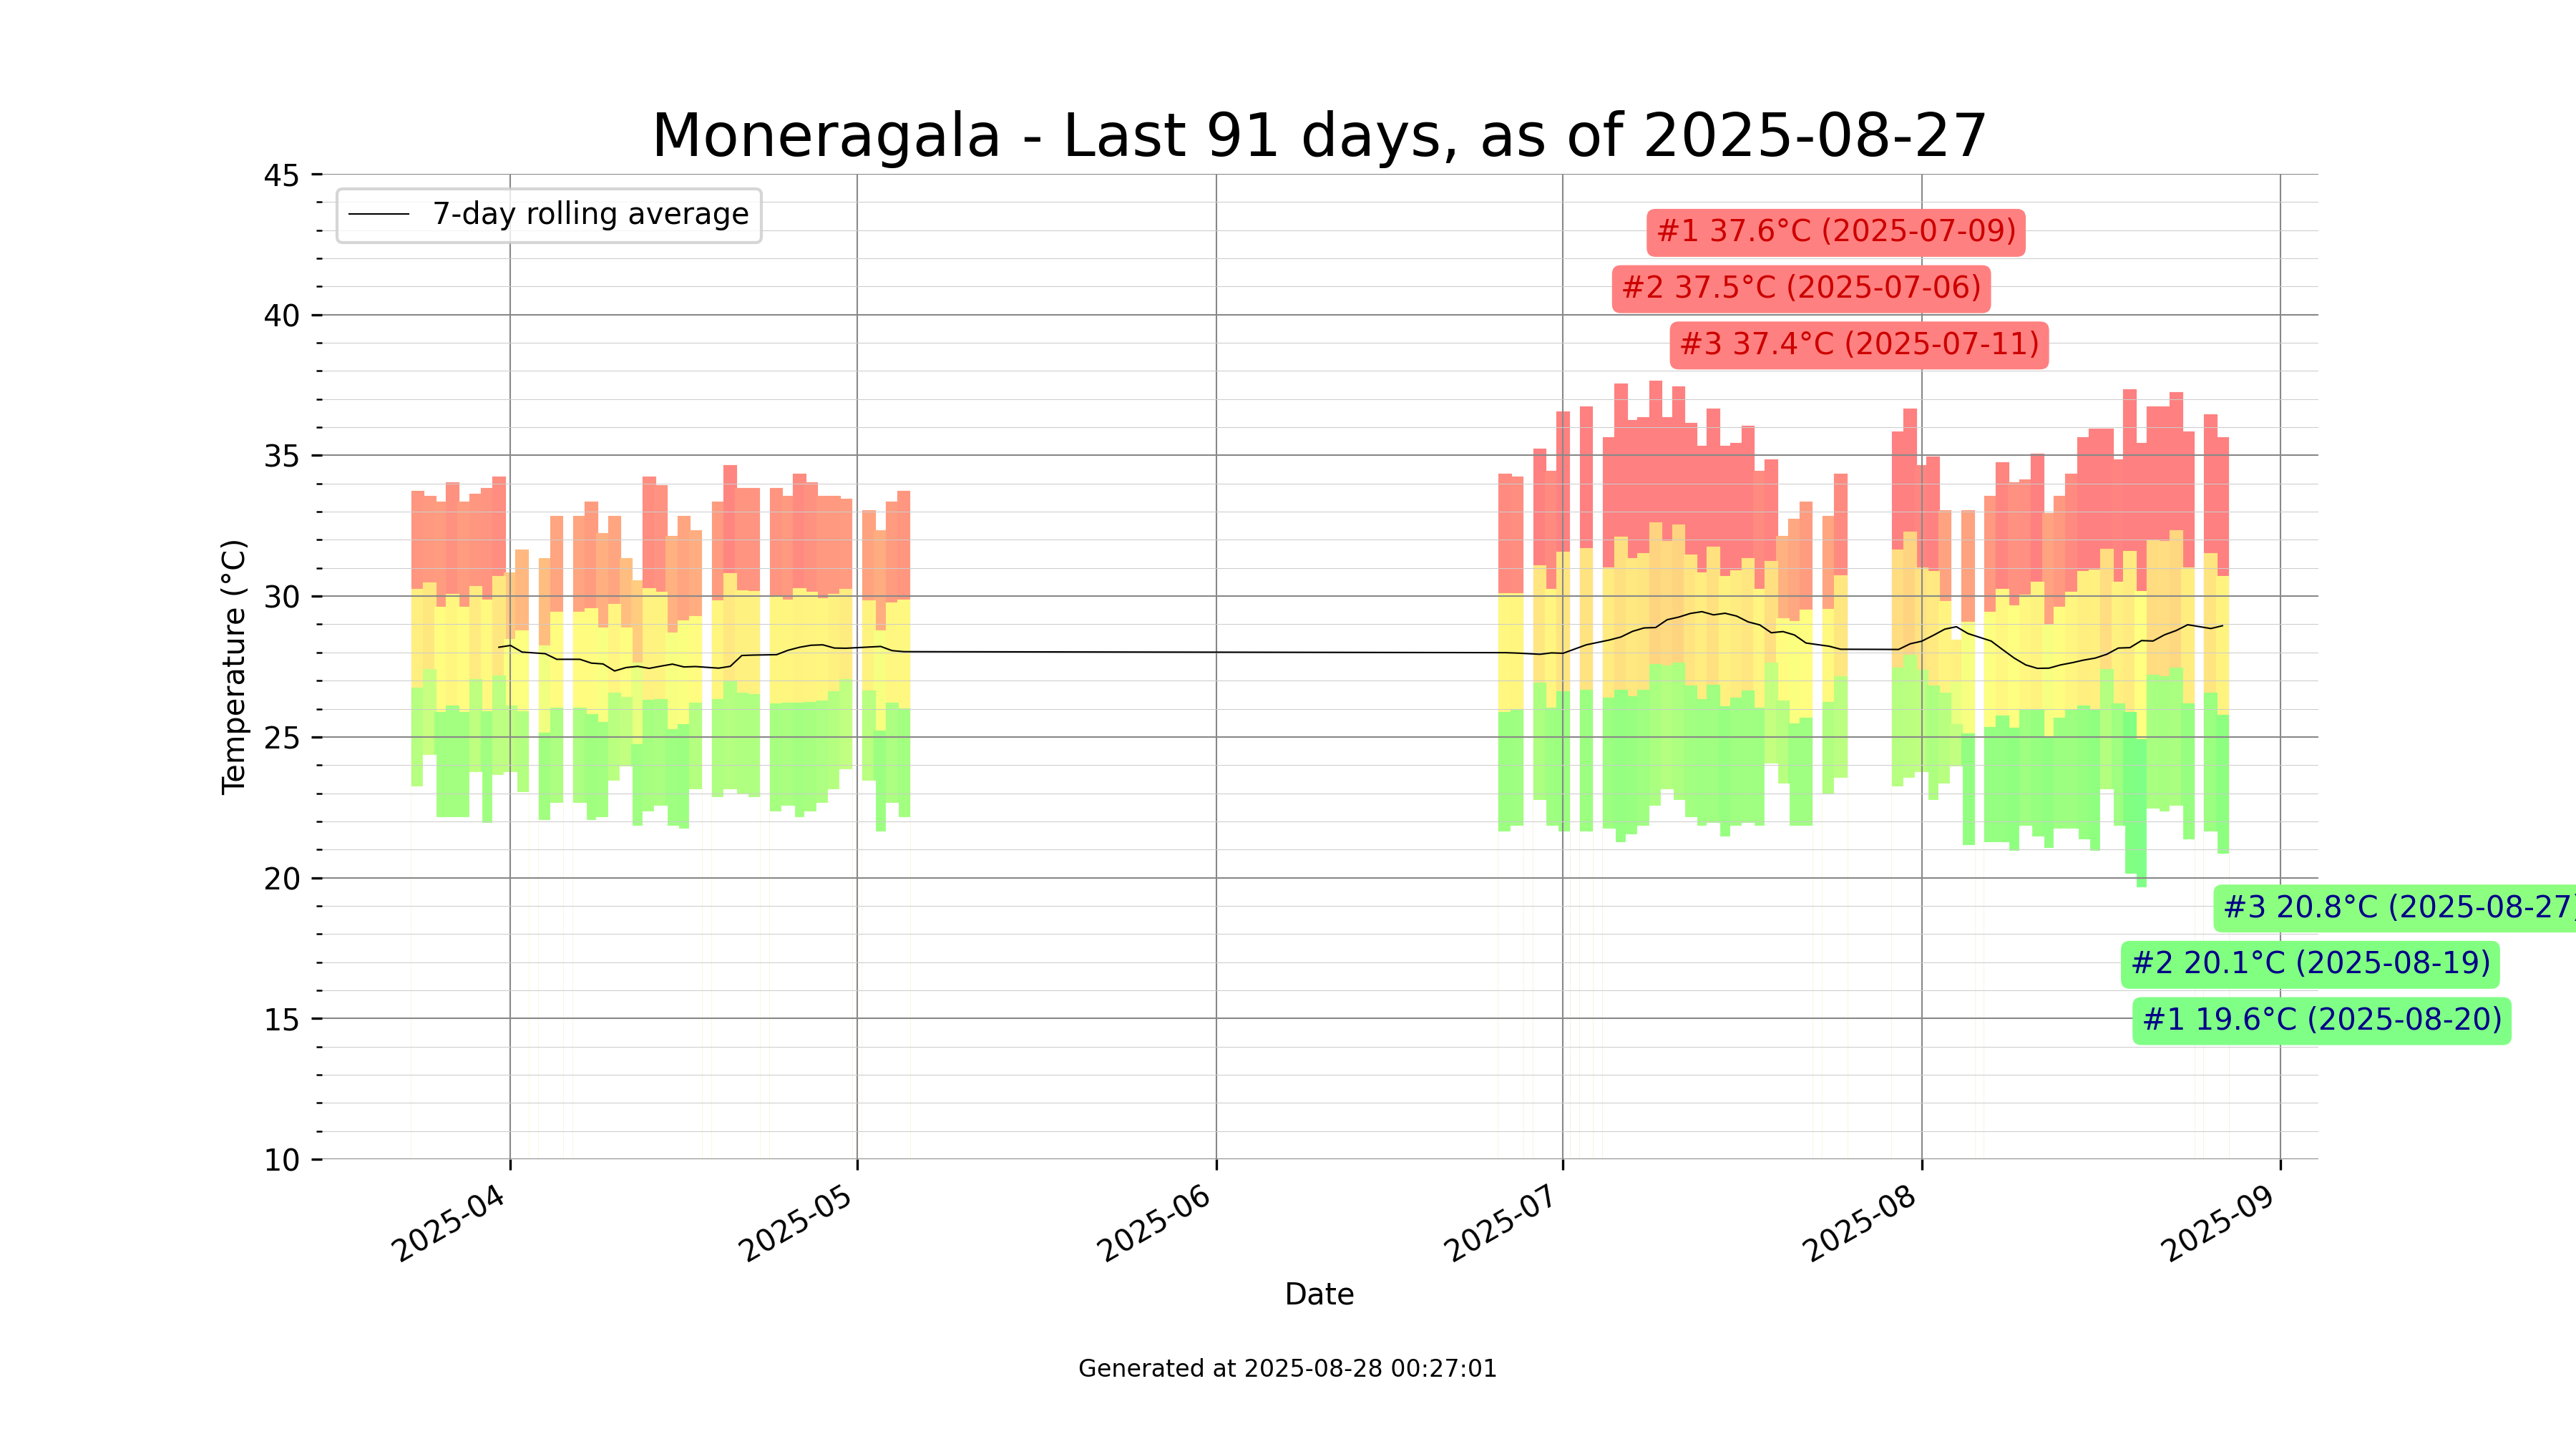 Moneragala - Last 91 days, as of 2025-08-27
7-day rolling average
#1 37.6°C (2025-07-09)
#2 37.5°C (2025-07-06)
#3 37.4°C (2025-07-11)
45
40
35
30
25
20
15
10
Temperature (°C)
#3 20.8°C (2025-08-27)
#2 20.1°C (2025-08-19)
#1 19.6°C (2025-08-20)
2025-04
2025-05
2025-06
2025-07
2025-08
2025-09
Date
Generated at 2025-08-28 00:27:01